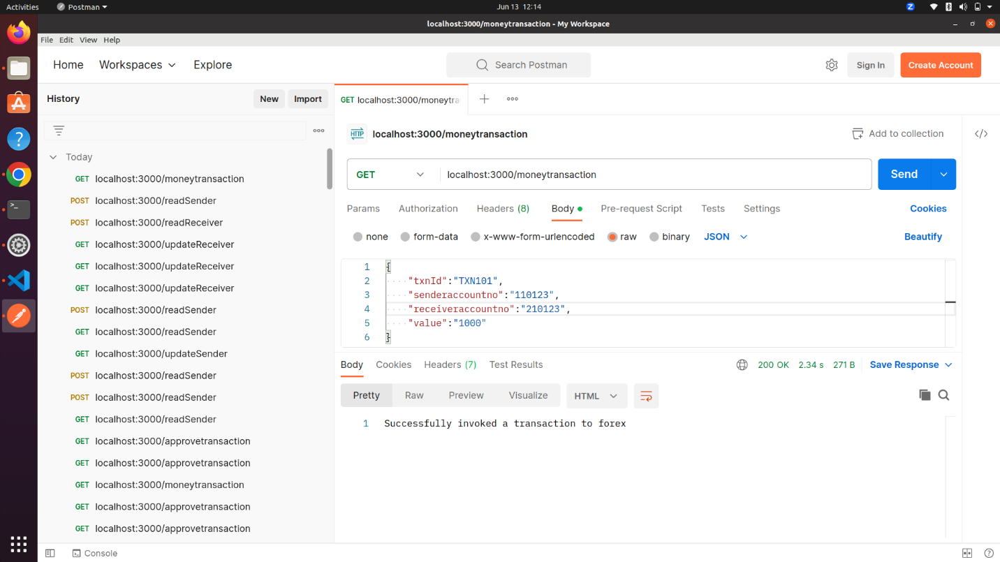 Activities
Postman
Jun 13 12:14
Z
localhost:3000/moneytransaction - My Workspace
File Edit View Help
Home Workspaces Explore
Search Postman
Sign In
Create Account
History
New
Import
GET localhost:3000/moneytra
HTTP localhost:3000/moneytransaction
Add to collection
Today
GET localhost:3000/moneytransaction
POST localhost:3000/readSender
POST localhost:3000/readReceiver
GET localhost:3000/updateReceiver
GET localhost:3000/updateReceiver
GET localhost:3000/updateReceiver
POST localhost:3000/readSender
GET localhost:3000/readSender
GET localhost:3000/updateSender
POST localhost:3000/readSender
POST localhost:3000/readSender
GET localhost:3000/readSender
GET localhost:3000/approvetransaction
GET localhost:3000/approvetransaction
GET localhost:3000/moneytransaction
GET localhost:3000/approvetransaction
GET localhost:3000/approvetransaction
GET localhost:3000/moneytransaction
Send
Params Authorization Headers (8) Body Pre-request Script Tests Settings
Cookies
none form-data x-www-form-urlencoded raw binary JSON
Beautify
1 {
2 "txnId":"TXN101",
3 "senderaccountno":"110123",
4 "receiveraccountno":"210123",
5 "value":"1000"
6 }
Body Cookies Headers (7) Test Results
200 OK 2.34 s 271 B Save Response
Pretty Raw Preview Visualize HTML
1 Successfully invoked a transaction to forex
Console